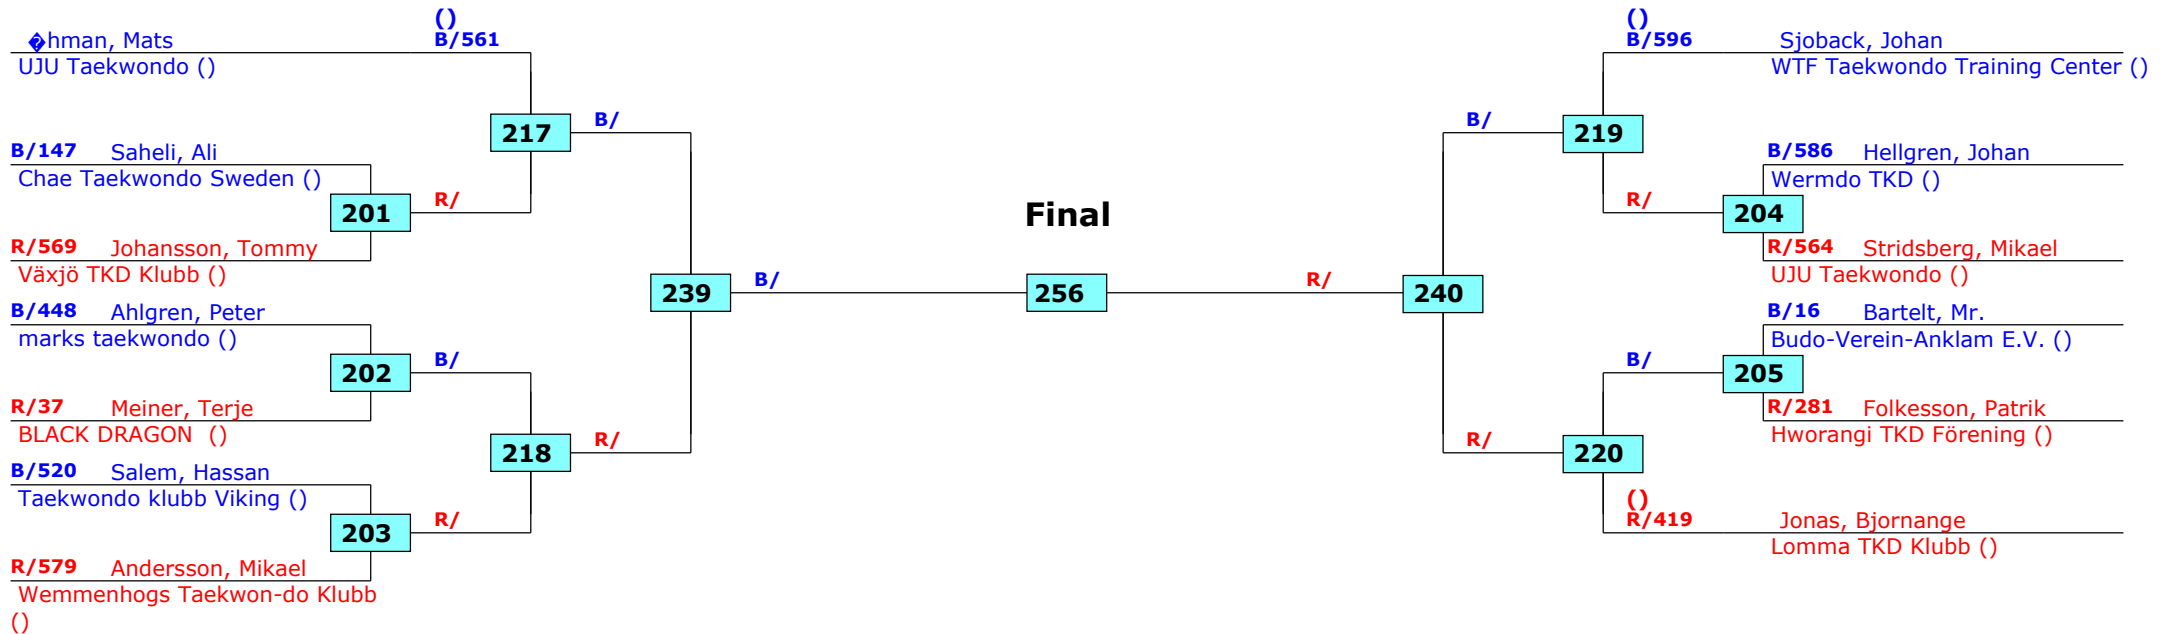 ()
B/561
�hman, Mats
UJU Taekwondo ()
217
B/
B/147 Saheli, Ali
Chae Taekwondo Sweden ()
201
R/
R/569 Johansson, Tommy
Växjö TKD Klubb ()
239
B/
B/448 Ahlgren, Peter
marks taekwondo ()
202
B/
R/37 Meiner, Terje
BLACK DRAGON ()
218
R/
B/520 Salem, Hassan
Taekwondo klubb Viking ()
203
R/
R/579 Andersson, Mikael
Wemmenhogs Taekwon-do Klubb
()
Final
256
R/
240
()
B/596 Sjoback, Johan
WTF Taekwondo Training Center ()
B/
219
B/586 Hellgren, Johan
Wermdo TKD ()
R/
204
R/564 Stridsberg, Mikael
UJU Taekwondo ()
B/16 Bartelt, Mr.
Budo-Verein-Anklam E.V. ()
B/
205
R/281 Folkesson, Patrik
Hworangi TKD Förening ()
R/
220
()
R/419 Jonas, Bjornange
Lomma TKD Klubb ()